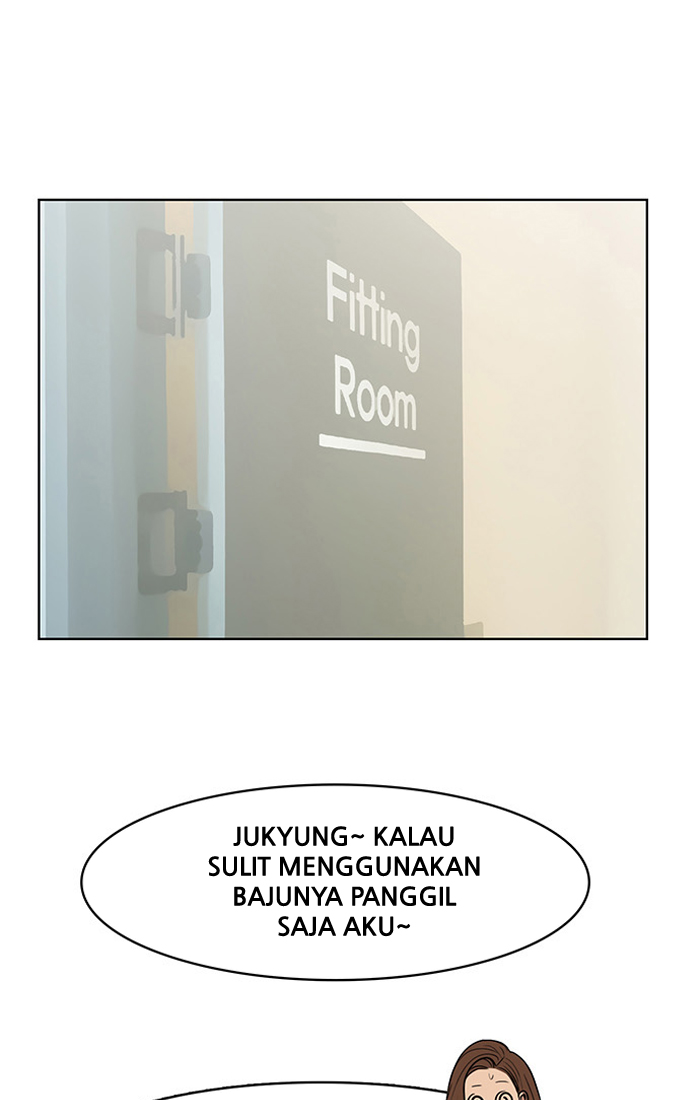 Fitting
Room
JUKYUNG~ KALAU
SULIT MENGGUNAKAN
BAJUNYA PANGGIL
SAJA AKU~